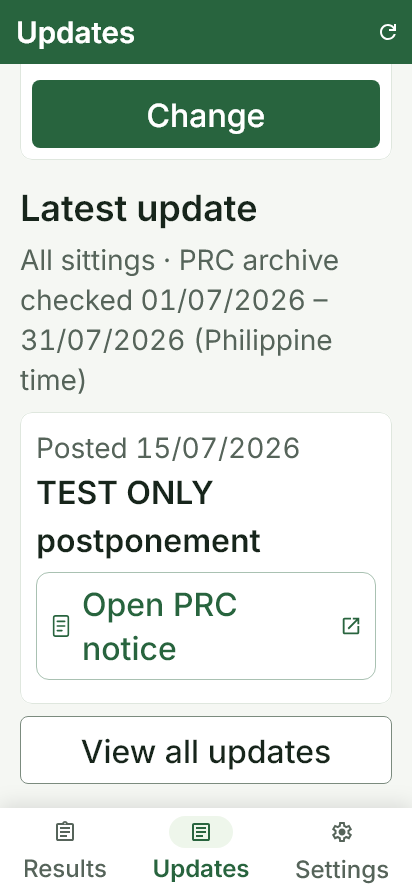 Updates
Change
Latest update
All sittings · PRC archive
checked 01/07/2026 –
31/07/2026 (Philippine
time)
Posted 15/07/2026
TEST ONLY
postponement
Open PRC
notice
View all updates
Results
Updates
Settings